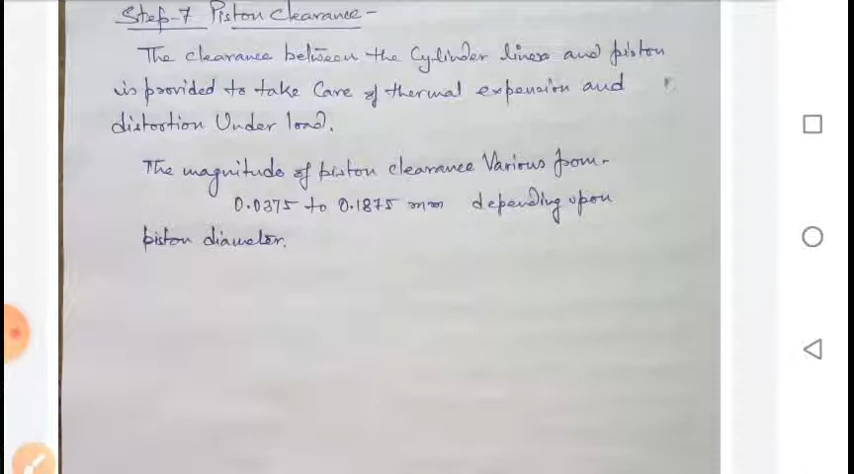 Step-7 Piston Clearance -
The clearance between the Cylinder liner and piston
is provided to take Care of thermal expansion and
distortion Under load.
The magnitude of piston clearance Various from -
0.0375 to 0.1875 mm depending upon
piston diameter.